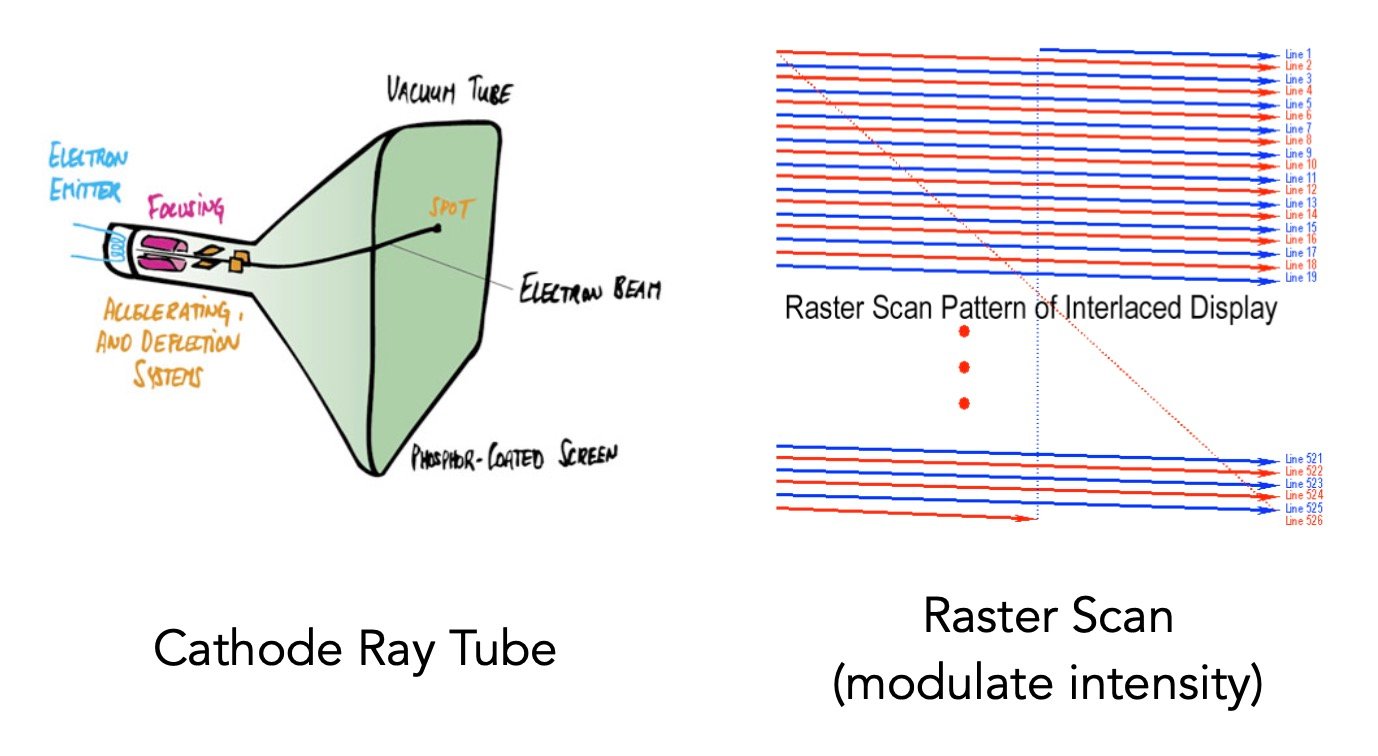 VACUUM TUBE
ELECTRON
EMITTER
FOCUSING
SPOT
ELECTRON BEAM
ACCELERATING,
AND DEFLECTION
SYSTEMS
PHOSPHOR-COATED SCREEN
Cathode Ray Tube
Line 1
Line 2
Line 3
Line 4
Line 5
Line 6
Line 7
Line 8
Line 9
Line 10
Line 11
Line 12
Line 13
Line 14
Line 15
Line 16
Line 17
Line 18
Line 19
Raster Scan Pattern of Interlaced Display
Line 521
Line 522
Line 523
Line 524
Line 525
Line 526
Raster Scan
(modulate intensity)